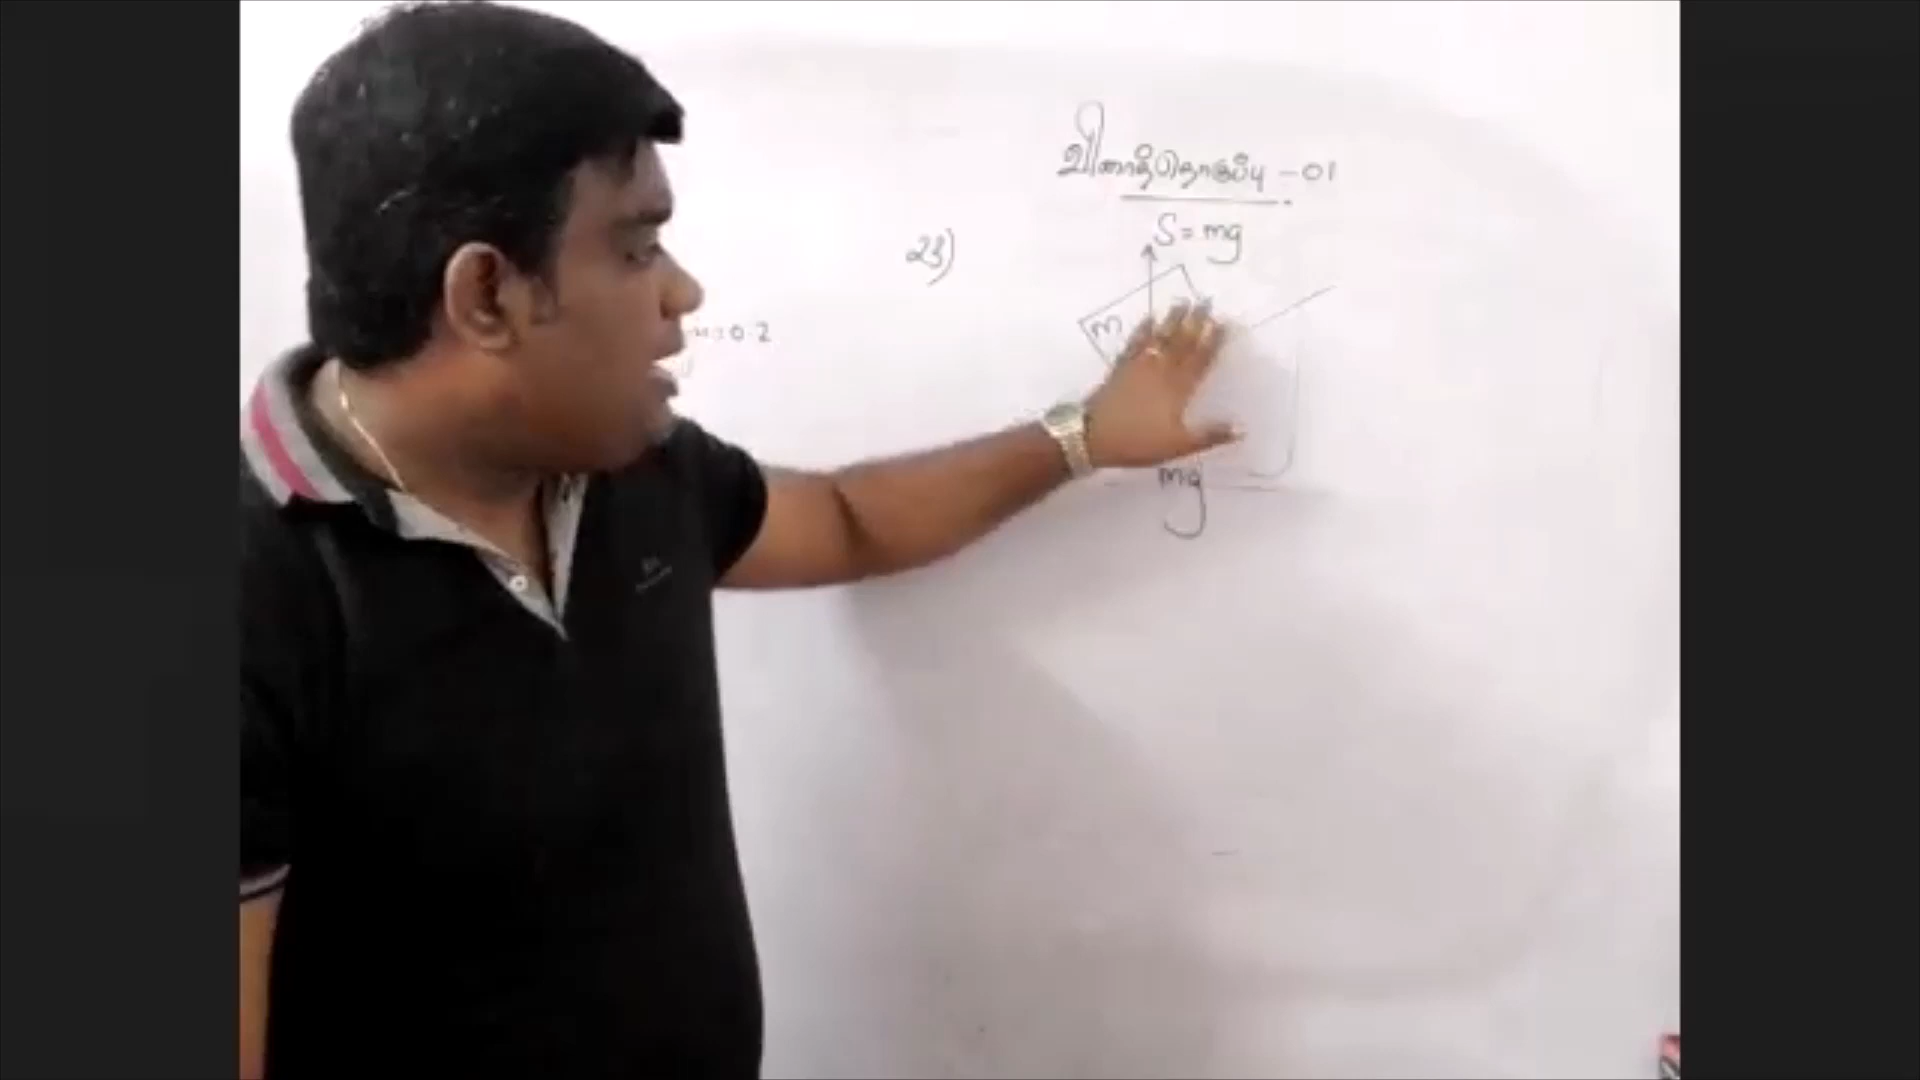 வினாத்தொகுப்பு - 01
23)
S = mg
m
= 0.2
mg